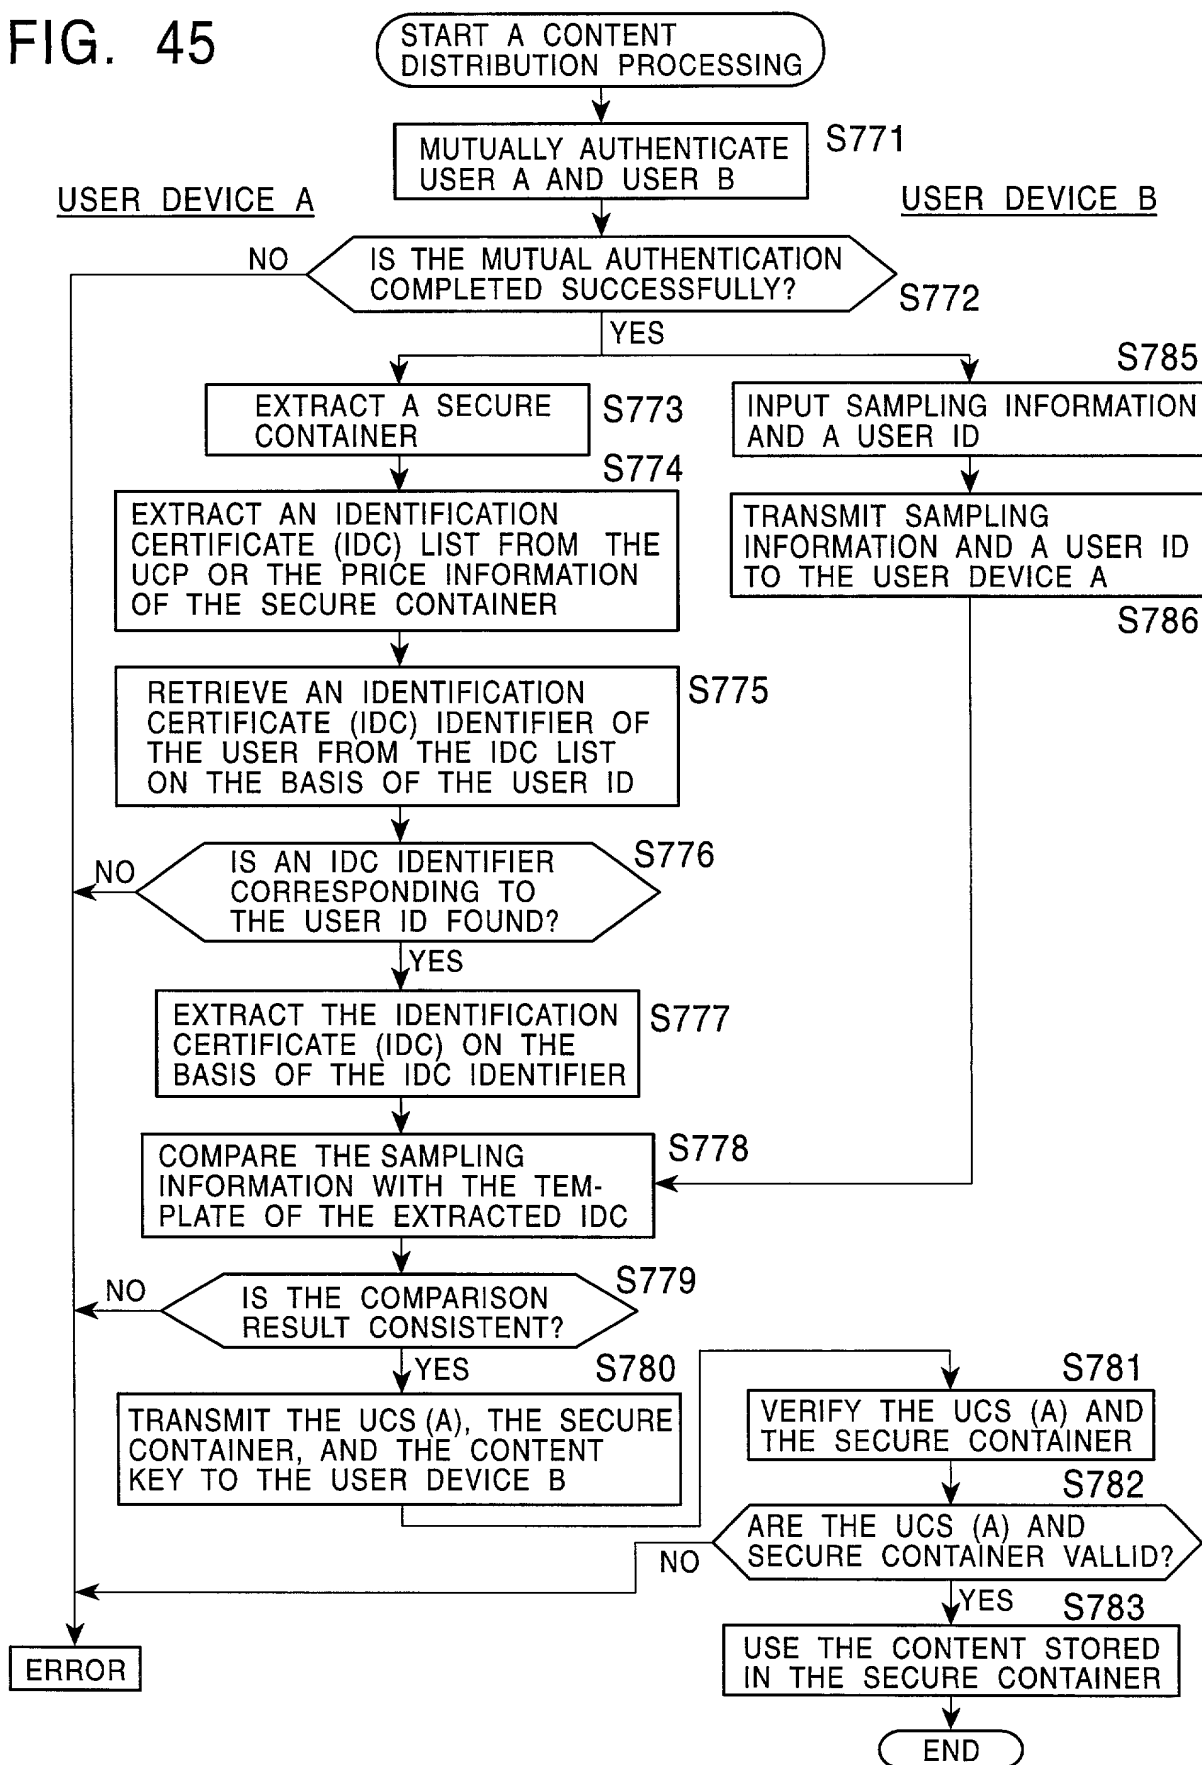 FIG. 45
START A CONTENT
DISTRIBUTION PROCESSING
MUTUALLY AUTHENTICATE
USER A AND USER B
S771
USER DEVICE A
USER DEVICE B
NO
IS THE MUTUAL AUTHENTICATION
COMPLETED SUCCESSFULLY?
S772
YES
EXTRACT A SECURE
CONTAINER
S773
S785
INPUT SAMPLING INFORMATION
AND A USER ID
S774
EXTRACT AN IDENTIFICATION
CERTIFICATE (IDC) LIST FROM THE
UCP OR THE PRICE INFORMATION
OF THE SECURE CONTAINER
TRANSMIT SAMPLING
INFORMATION AND A USER ID
TO THE USER DEVICE A
S786
RETRIEVE AN IDENTIFICATION
CERTIFICATE (IDC) IDENTIFIER OF
THE USER FROM THE IDC LIST
ON THE BASIS OF THE USER ID
S775
NO
IS AN IDC IDENTIFIER
CORRESPONDING TO
THE USER ID FOUND?
S776
YES
EXTRACT THE IDENTIFICATION
CERTIFICATE (IDC) ON THE
BASIS OF THE IDC IDENTIFIER
S777
COMPARE THE SAMPLING
INFORMATION WITH THE TEM-
PLATE OF THE EXTRACTED IDC
S778
NO
IS THE COMPARISON
RESULT CONSISTENT?
S779
YES
S780
TRANSMIT THE UCS (A), THE SECURE
CONTAINER, AND THE CONTENT
KEY TO THE USER DEVICE B
S781
VERIFY THE UCS (A) AND
THE SECURE CONTAINER
S782
ARE THE UCS (A) AND
SECURE CONTAINER VALLID?
NO
YES
S783
USE THE CONTENT STORED
IN THE SECURE CONTAINER
ERROR
END